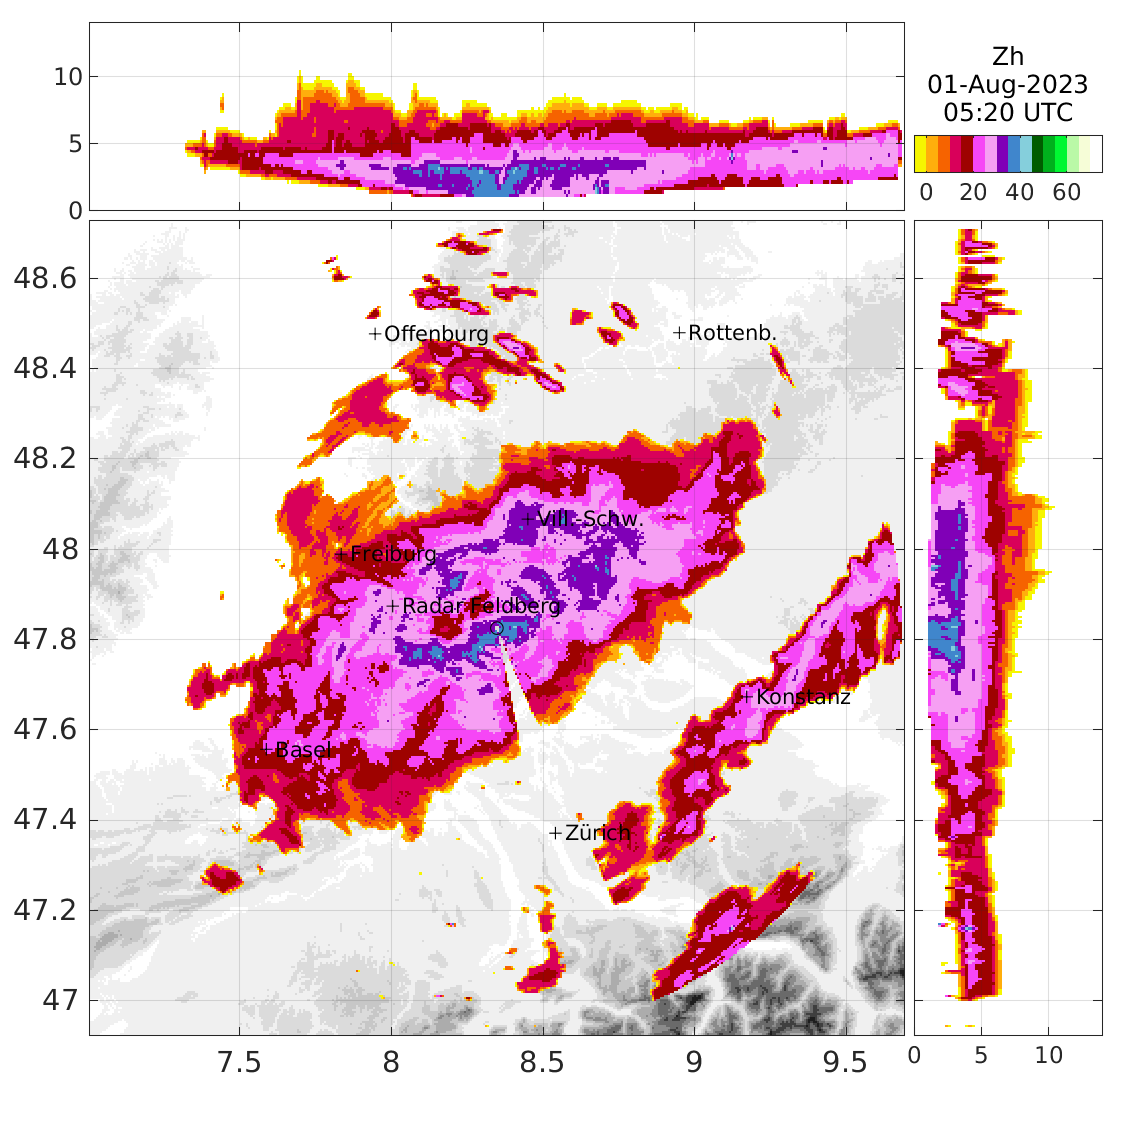 10
5
0
Zh
01-Aug-2023
05:20 UTC
0 20 40 60
48.6
48.4
48.2
48
47.8
47.6
47.4
47.2
47
+Offenburg
+Rottenb.
+Vill.-Schw.
+Freiburg
+Radar Feldberg
+Konstanz
+Basel
+Zürich
7.5 8 8.5 9 9.5
0 5 10